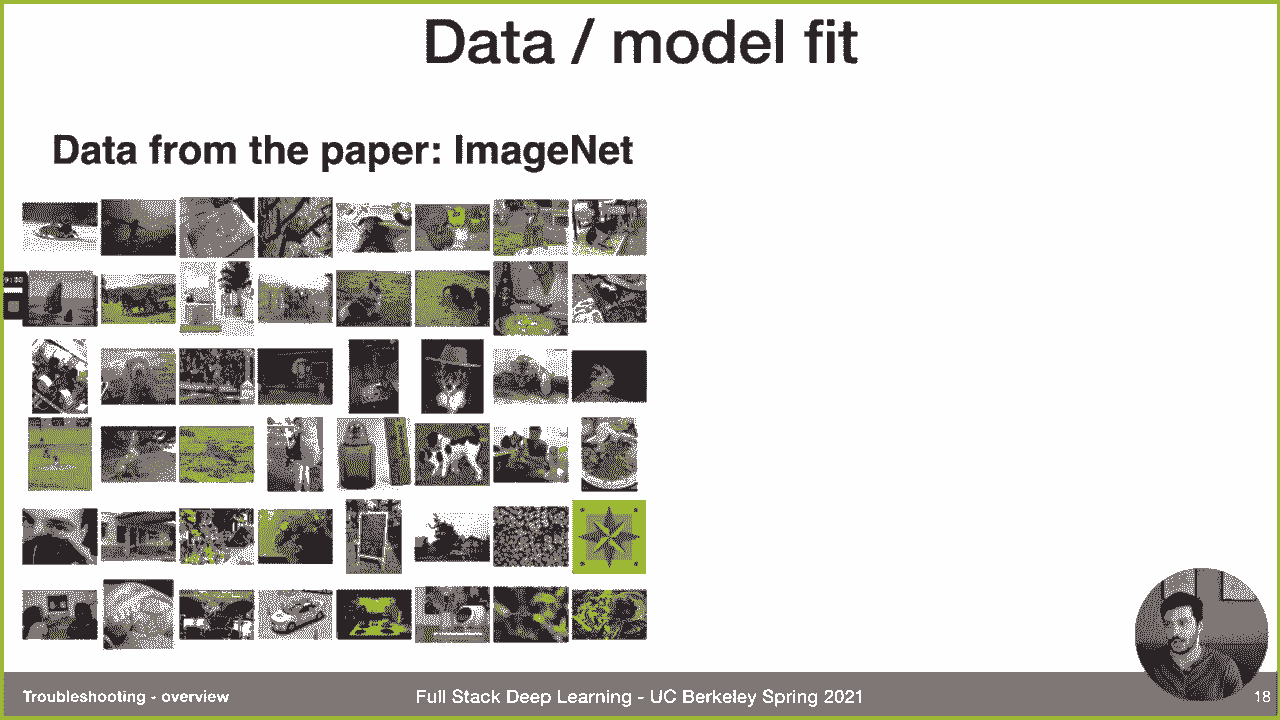 Data / model fit
Data from the paper: ImageNet
Troubleshooting - overview
Full Stack Deep Learning - UC Berkeley Spring 2021
18